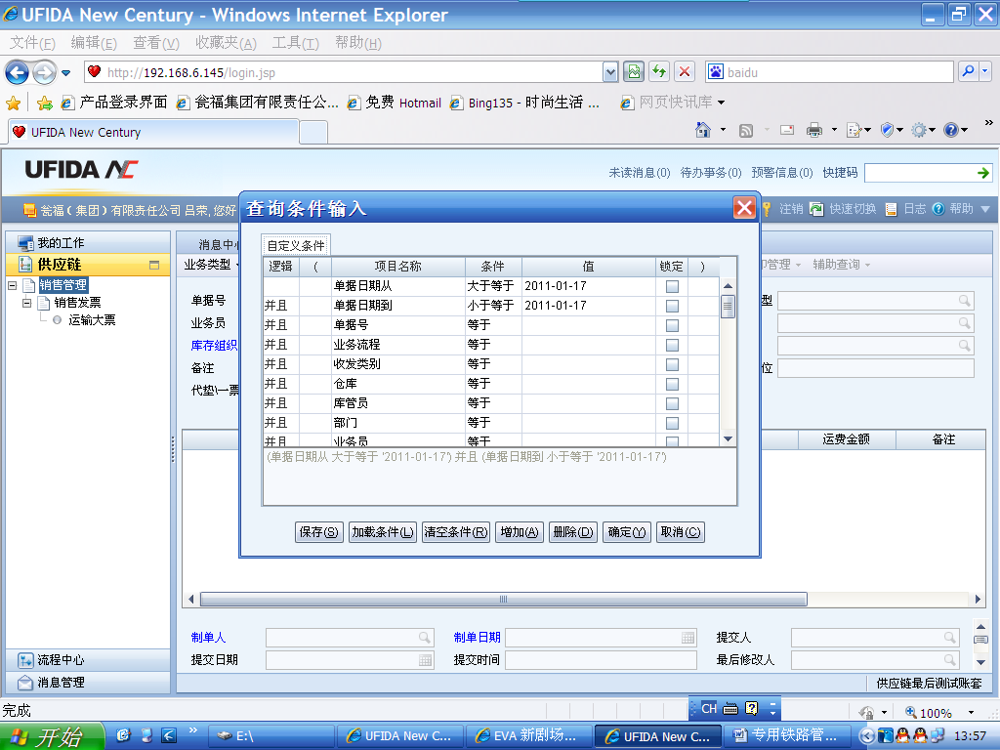 UFIDA New Century - Windows Internet Explorer
文件(F) 编辑(E) 查看(V) 收藏夹(A) 工具(T) 帮助(H)
http://192.168.6.145/login.jsp
baidu
产品登录界面 瓮福集团有限责任公... 免费 Hotmail Bing135 - 时尚生活 ... 网页快讯库
UFIDA New Century
»
UFIDA NC
未读消息(0) 待办事务(0) 预警信息(0) 快捷码
瓮福（集团）有限责任公司 吕荣, 您好
注销 快速切换 日志 帮助
我的工作
供应链
销售管理
销售发票
运输大票
流程中心
消息管理
消息中心
业务类型
管理 辅助查询
单据号
型
业务员
库存组织
备注
位
代垫\一票
运费金额 备注
查询条件输入
自定义条件
逻辑 ( 项目名称 条件 值 锁定 )
单据日期从 大于等于 2011-01-17
并且 单据日期到 小于等于 2011-01-17
并且 单据号 等于
并且 业务流程 等于
并且 收发类别 等于
并且 仓库 等于
并且 库管员 等于
并且 部门 等于
并且 业务员 等于
(单据日期从 大于等于 '2011-01-17') 并且 (单据日期到 小于等于 '2011-01-17')
保存(S) 加载条件(L) 清空条件(R) 增加(A) 删除(D) 确定(Y) 取消(C)
制单人 制单日期 提交人
提交日期 提交时间 最后修改人
供应链最后测试账套
完成
CH
100%
开始
»
E:\
UFIDA New C...
EVA 新剧场...
UFIDA New C...
专用铁路管...
13:57